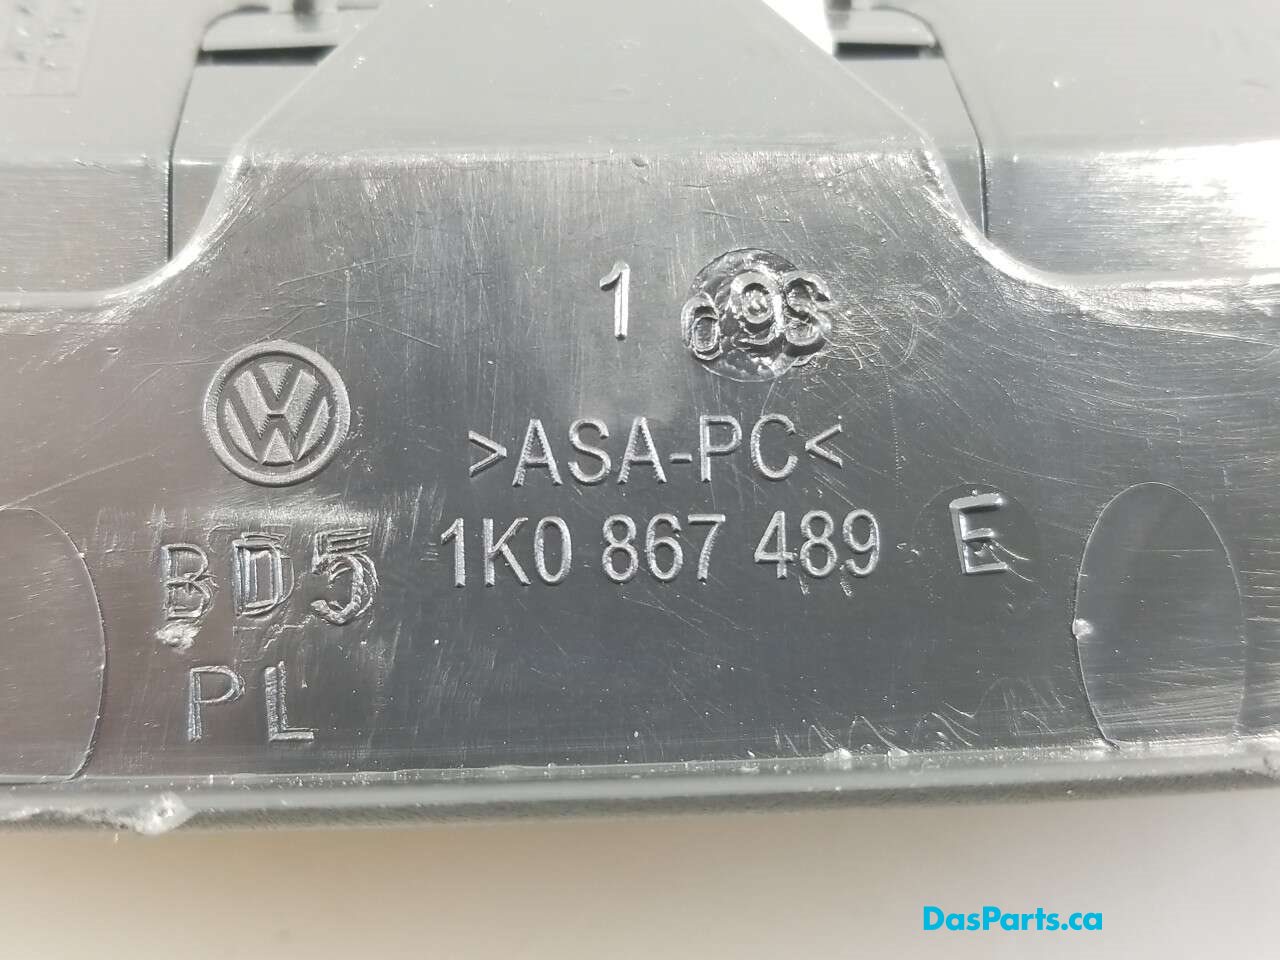 1
>ASA-PC<
1K0 867 489 E
BD5
PL
DasParts.ca